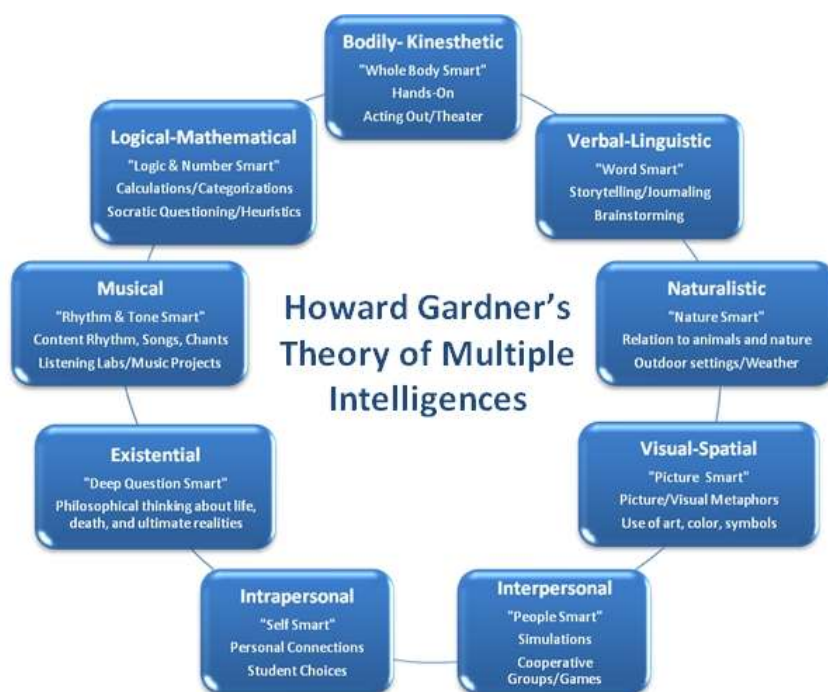 Bodily- Kinesthetic
"Whole Body Smart"
Hands-On
Acting Out/Theater
Verbal-Linguistic
"Word Smart"
Storytelling/Journaling
Brainstorming
Naturalistic
"Nature Smart"
Relation to animals and nature
Outdoor settings/Weather
Visual-Spatial
"Picture Smart"
Picture/Visual Metaphors
Use of art, color, symbols
Interpersonal
"People Smart"
Simulations
Cooperative
Groups/Games
Intrapersonal
"Self Smart"
Personal Connections
Student Choices
Existential
"Deep Question Smart"
Philosophical thinking about life,
death, and ultimate realities
Musical
"Rhythm & Tone Smart"
Content Rhythm, Songs, Chants
Listening Labs/Music Projects
Logical-Mathematical
"Logic & Number Smart"
Calculations/Categorizations
Socratic Questioning/Heuristics
Howard Gardner’s
Theory of Multiple
Intelligences